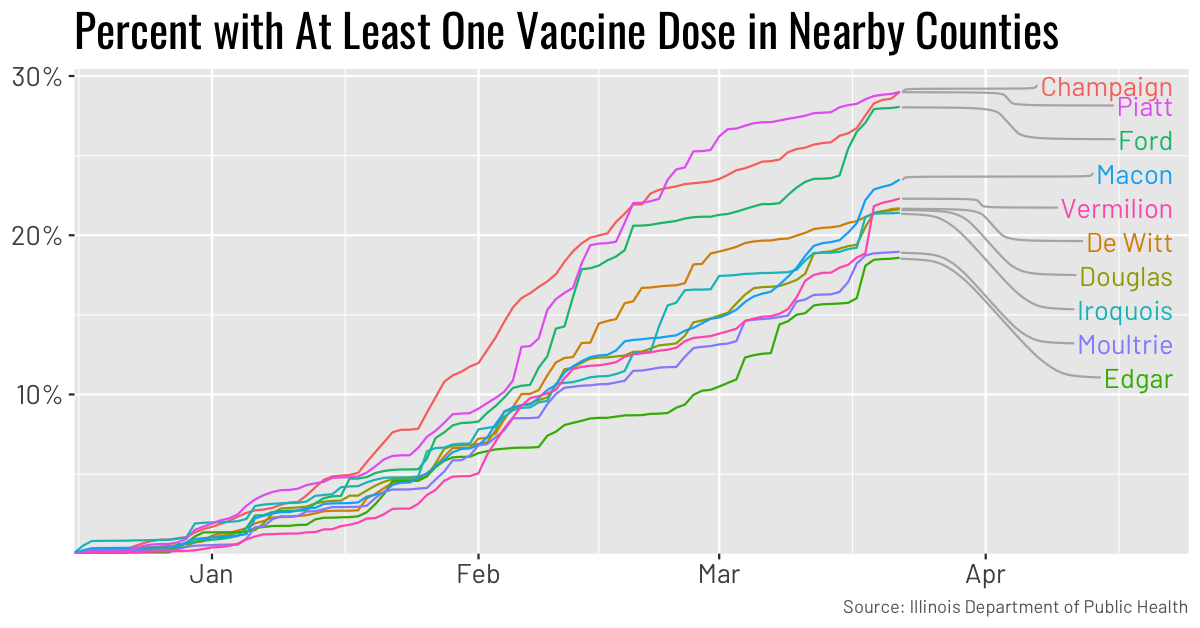 Percent with At Least One Vaccine Dose in Nearby Counties
30%
20%
10%
Champaign
Piatt
Ford
Macon
Vermilion
De Witt
Douglas
Iroquois
Moultrie
Edgar
Jan Feb Mar Apr
Source: Illinois Department of Public Health